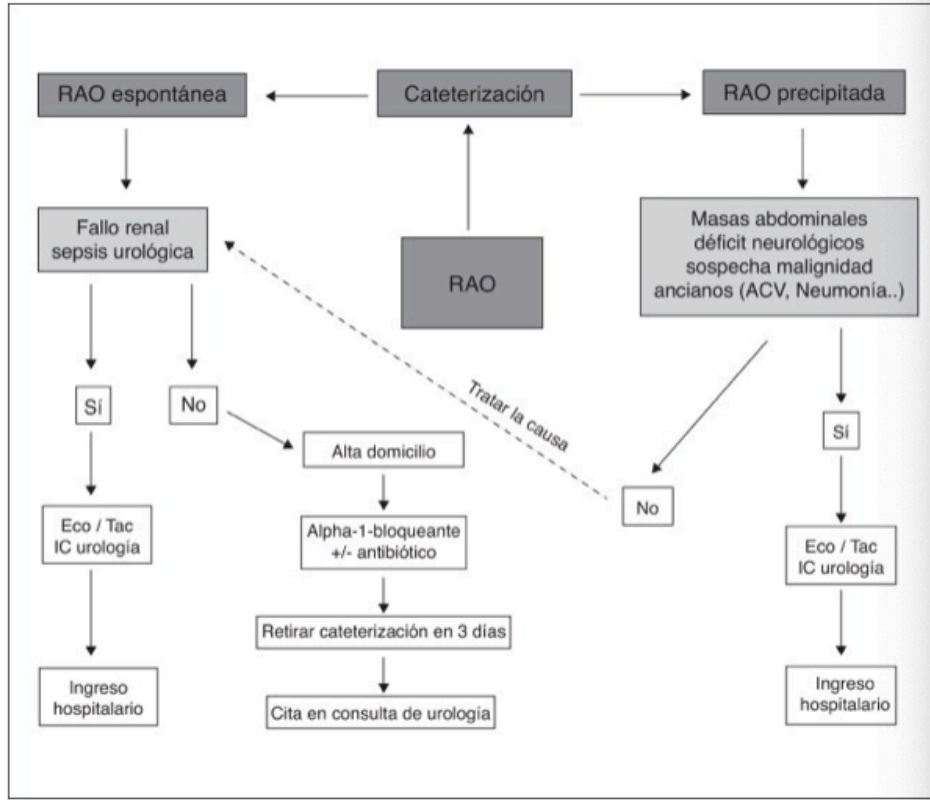 RAO espontánea
Cateterización
RAO precipitada
Fallo renal
sepsis urológica
RAO
Masas abdominales
déficit neurológicos
sospecha malignidad
ancianos (ACV, Neumonía..)
Tratar la causa
Sí
No
Alta domicilio
Sí
No
Eco / Tac
IC urología
Alpha-1-bloqueante
+/- antibiótico
Eco / Tac
IC urología
Retirar cateterización en 3 días
Ingreso
hospitalario
Cita en consulta de urología
Ingreso
hospitalario